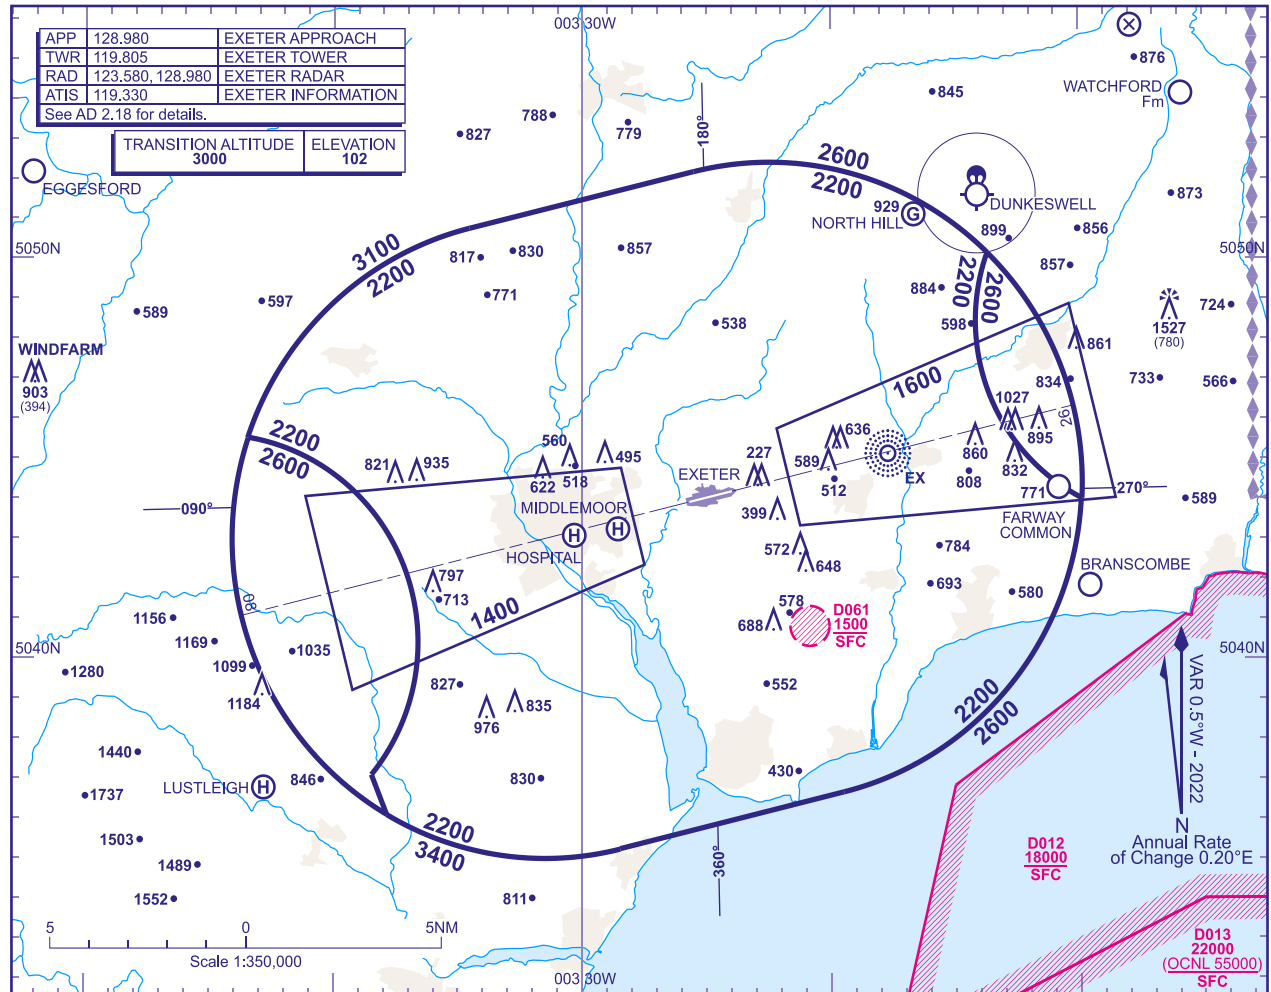 003 30W
APP 128.980 EXETER APPROACH
TWR 119.805 EXETER TOWER
RAD 123.580, 128.980 EXETER RADAR
ATIS 119.330 EXETER INFORMATION
See AD 2.18 for details.
TRANSITION ALTITUDE
3000
ELEVATION
102
876
WATCHFORD
Fm
845
788
779
827
180°
2600
2200
EGGESFORD
873
DUNKESWELL
929
NORTH HILL
899
856
5050N
5050N
3100
2200
817
830
857
771
857
884
2200
2600
597
589
538
598
724
1527
(780)
861
WINDFARM
903
(394)
1600
834
733
566
2200
2600
1027
26
895
821
935
560
495
518
622
227
636
589
512
EXETER
EX
860
832
808
771
270°
589
090°
MIDDLEMOOR
H
H
HOSPITAL
399
FARWAY
COMMON
572
648
784
BRANSCOMBE
797
713
1400
693
580
08
1156
1169
1099
1035
1184
1280
578
688
D061
1500
SFC
5040N
5040N
827
976
835
552
2200
2600
VAR 0.5°W - 2022
N
Annual Rate
of Change 0.20°E
1440
1737
1503
1489
1552
LUSTLEIGH
H
846
830
430
2200
3400
360°
811
D012
18000
SFC
D013
22000
(OCNL 55000)
SFC
5 0 5NM
Scale 1:350,000
003 30W
G